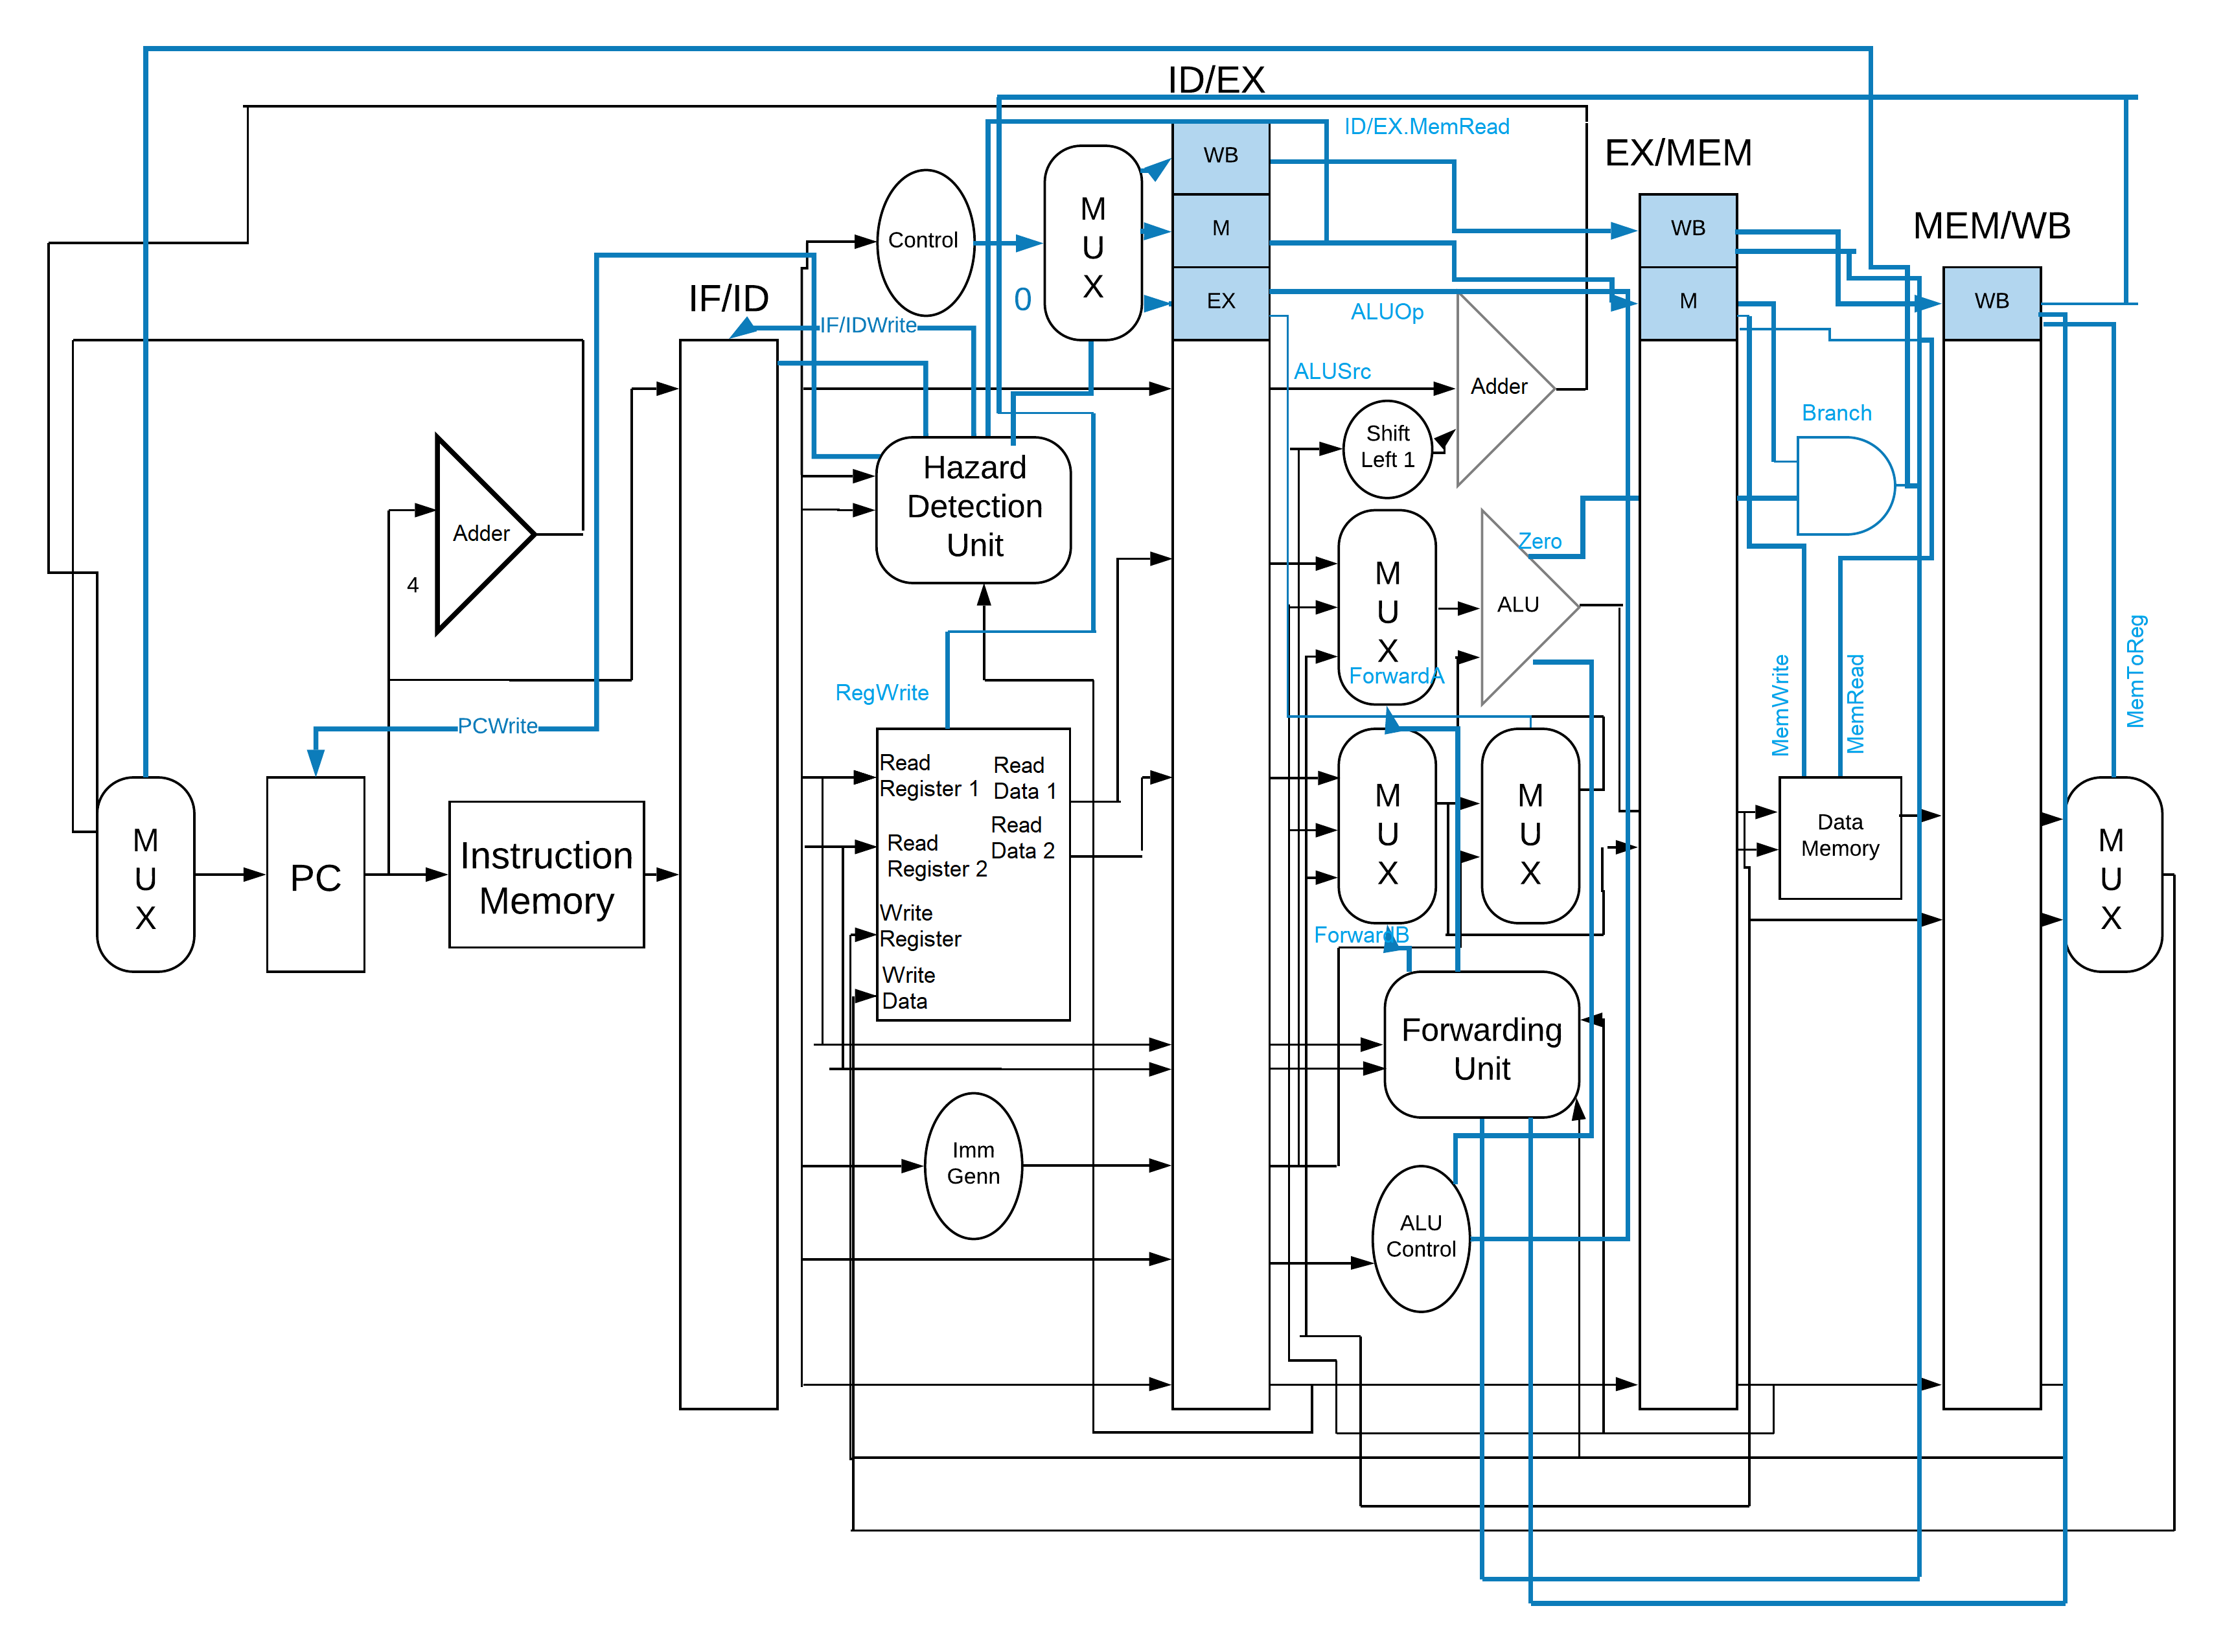 ID/EX
ID/EX.MemRead
EX/MEM
MEM/WB
IF/ID
WB
M
EX
WB
M
WB
Control
M
U
X
0
IF/IDWrite
ALUOp
ALUSrc
Adder
Shift
Left 1
Branch
Hazard
Detection
Unit
Adder
4
M
U
X
ForwardA
Zero
ALU
RegWrite
PCWrite
MemWrite
MemRead
MemToReg
M
U
X
PC
Instruction
Memory
Read
Register 1
Read
Data 1
Read
Register 2
Read
Data 2
Write
Register
Write
Data
M
U
X
M
U
X
ForwardB
Data
Memory
M
U
X
Forwarding
Unit
Imm
Genn
ALU
Control